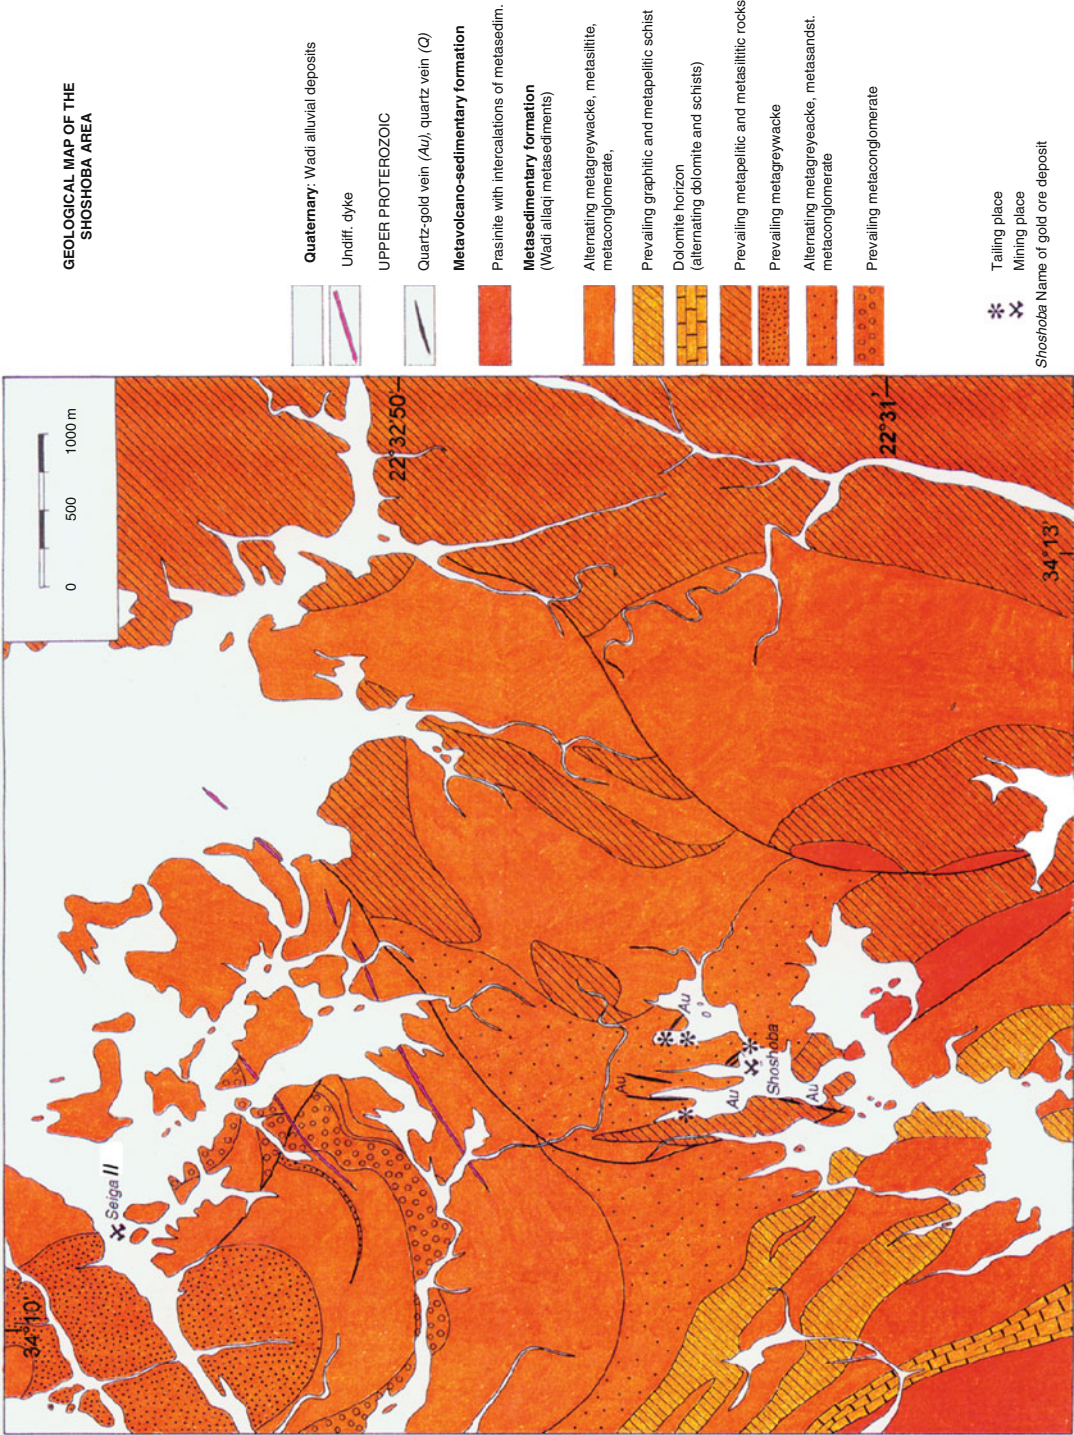 GEOLOGICAL MAP OF THE
SHOSHOBA AREA
Quaternary: Wadi alluvial deposits
Undiff. dyke
UPPER PROTEROZOIC
Quartz-gold vein (Au), quartz vein (Q)
Metavolcano-sedimentary formation
Prasinite with intercalations of metasedim.
Metasedimentary formation
(Wadi allaqi metasediments)
Alternating metagreywacke, metasiltite,
metaconglomerate,
Prevailing graphitic and metapelitic schist
Dolomite horizon
(alternating dolomite and schists)
Prevailing metapelitic and metasiltitic rocks
Prevailing metagreywacke
Alternating metagreyeacke, metasandst.
metaconglomerate
Prevailing metaconglomerate
Tailing place
Mining place
Shoshoba Name of gold ore deposit
0 500 1000 m
22°32'50"
22°31'
34°13'
34°10'
Seiga II
Au
Au
Au
Shoshoba
Au